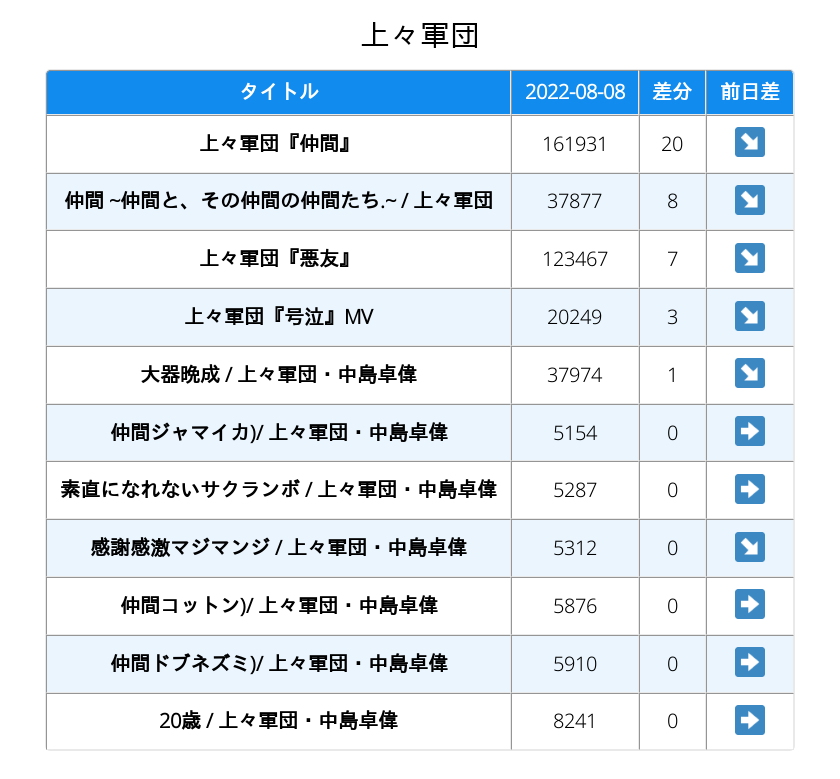 上々軍団
タイトル 2022-08-08 差分 前日差
上々軍団『仲間』 161931 20 ↘
仲間 ~仲間と、その仲間の仲間たち.~ / 上々軍団 37877 8 ↘
上々軍団『悪友』 123467 7 ↘
上々軍団『号泣』MV 20249 3 ↘
大器晩成 / 上々軍団・中島卓偉 37974 1 ↘
仲間ジャマイカ)/ 上々軍団・中島卓偉 5154 0 ➡
素直になれないサクランボ / 上々軍団・中島卓偉 5287 0 ➡
感謝感激マジマンジ / 上々軍団・中島卓偉 5312 0 ↘
仲間コットン)/ 上々軍団・中島卓偉 5876 0 ➡
仲間ドブネズミ)/ 上々軍団・中島卓偉 5910 0 ➡
20歳 / 上々軍団・中島卓偉 8241 0 ➡